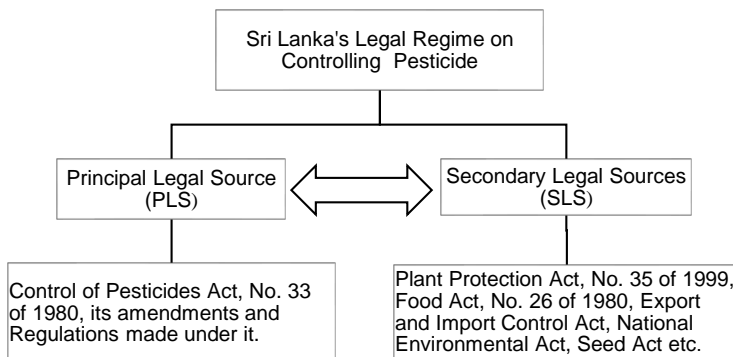 Sri Lanka's Legal Regime on
Controlling Pesticide
Principal Legal Source
(PLS)
Secondary Legal Sources
(SLS)
Control of Pesticides Act, No. 33
of 1980, its amendments and
Regulations made under it.
Plant Protection Act, No. 35 of 1999,
Food Act, No. 26 of 1980, Export
and Import Control Act, National
Environmental Act, Seed Act etc.